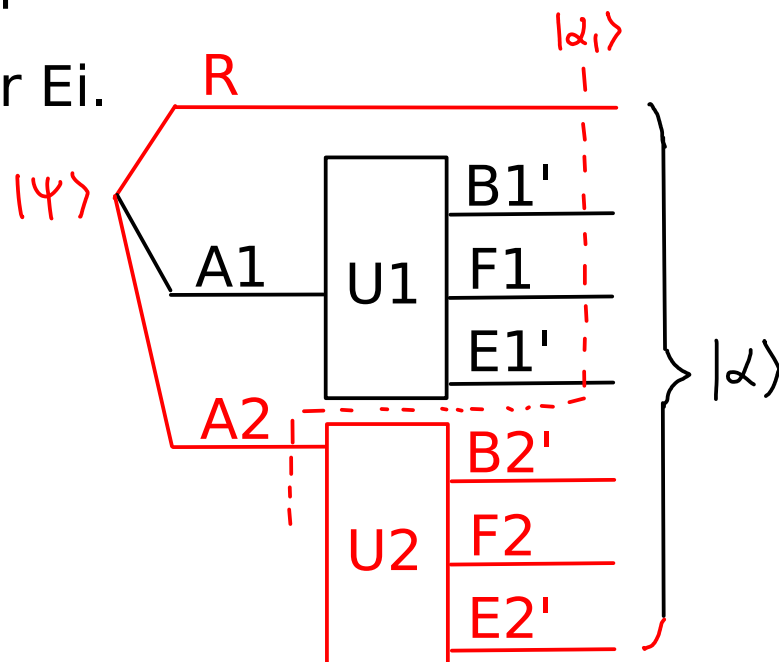 r Ei.
|α₁⟩
R
|ψ⟩
B1'
A1
U1
F1
E1'
|α⟩
A2
B2'
U2
F2
E2'